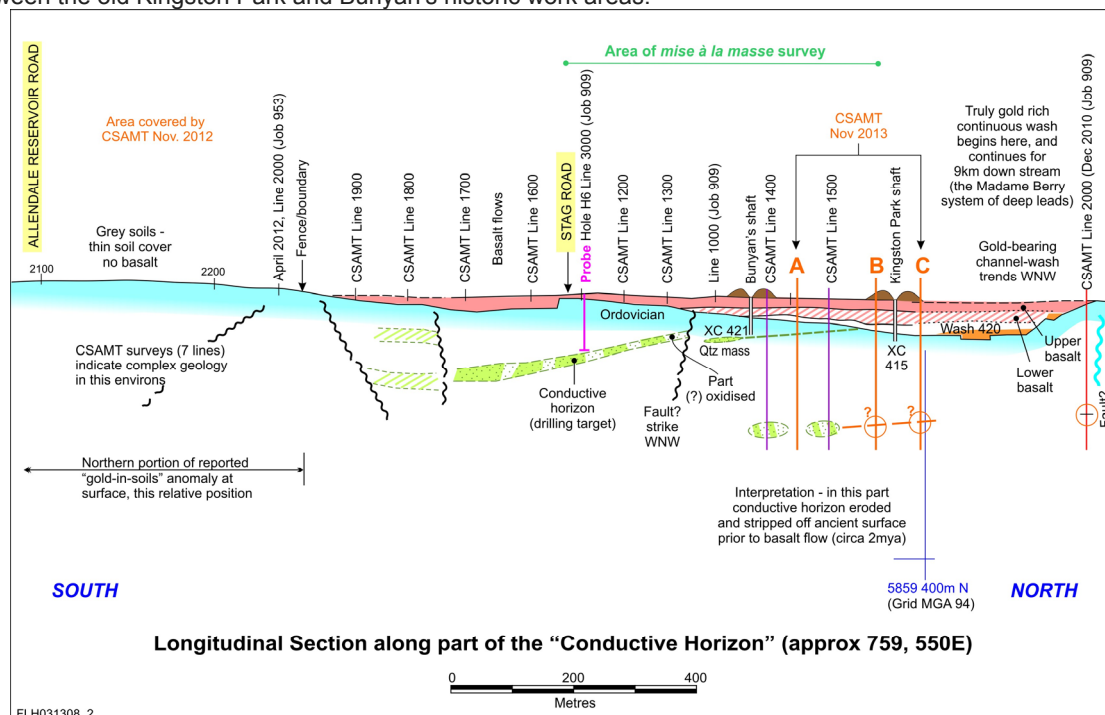 Kingston Park and Bunyan's historic work areas.
ALLENDALE RESERVOIR ROAD
Area covered by
CSAMT Nov. 2012
Grey soils -
thin soil cover
no basalt
2100
2200
April 2012, Line 2000 (Job 953)
Fence/boundary
CSAMT Line 1900
CSAMT Line 1800
CSAMT Line 1700
Basalt flows
CSAMT Line 1600
STAG ROAD
Probe Hole H6 Line 3000 (Job 909)
Area of mise à la masse survey
CSAMT Line 1200
CSAMT Line 1300
Line 1000 (Job 909)
Bunyan's shaft
CSAMT Line 1400
A
CSAMT Line 1500
B
Kingston Park shaft
C
CSAMT
Nov 2013
Truly gold rich
continuous wash
begins here, and
continues for
9km down stream
(the Madame Berry
system of deep leads)
Gold-bearing
channel-wash
trends WNW
CSAMT Line 2000 (Dec 2010 (Job 909)
Ordovician
XC 421
Qtz mass
XC
415
Wash 420
Upper
basalt
Lower
basalt
Fault?
CSAMT surveys (7 lines)
indicate complex geology
in this environs
Conductive
horizon
(drilling target)
Part
(?) oxidised
Fault?
strike
WNW
?
?
Northern portion of reported
“gold-in-soils” anomaly at
surface, this relative position
Interpretation - in this part
conductive horizon eroded
and stripped off ancient surface
prior to basalt flow (circa 2mya)
5859 400m N
(Grid MGA 94)
SOUTH
NORTH
Longitudinal Section along part of the “Conductive Horizon” (approx 759, 550E)
0
200
400
Metres